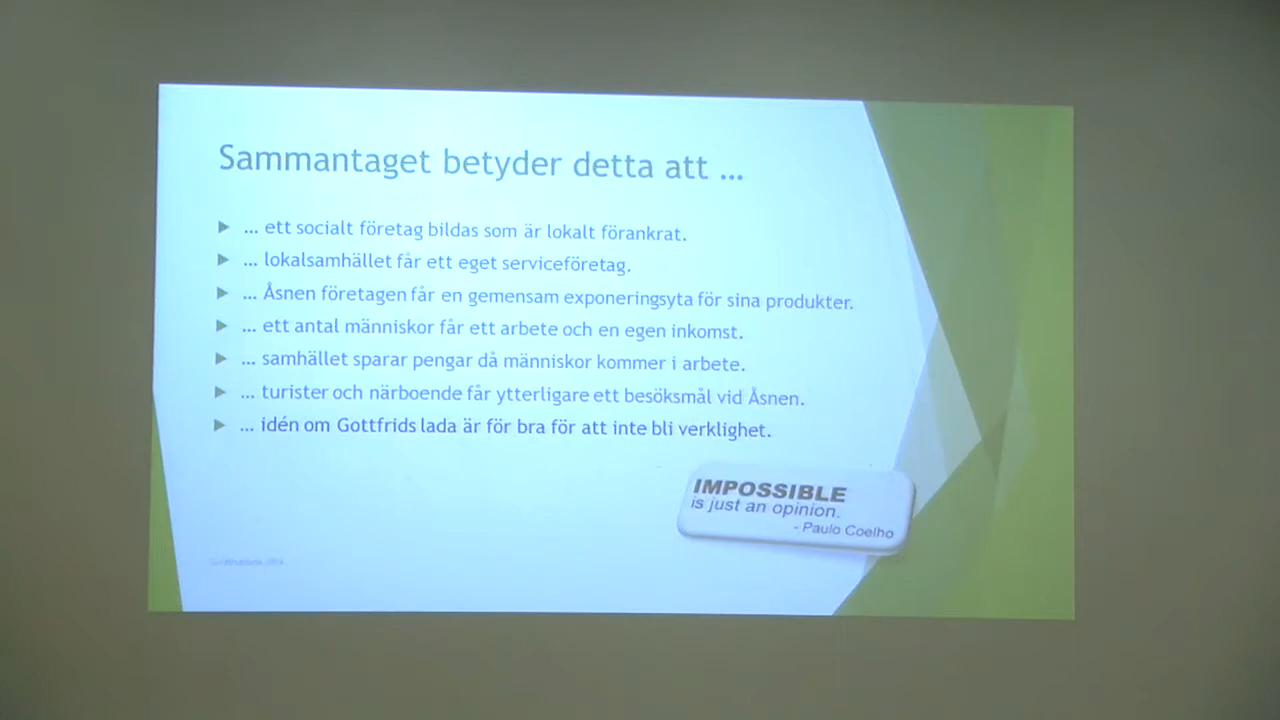 Sammantaget betyder detta att ...
... ett socialt företag bildas som är lokalt förankrat.
... lokalsamhället får ett eget serviceföretag.
... Åsnen företagen får en gemensam exponeringsyta för sina produkter.
... ett antal människor får ett arbete och en egen inkomst.
... samhället sparar pengar då människor kommer i arbete.
... turister och närboende får ytterligare ett besöksmål vid Åsnen.
... idén om Gottfrids lada är för bra för att inte bli verklighet.
IMPOSSIBLE
is just an opinion.
- Paulo Coelho